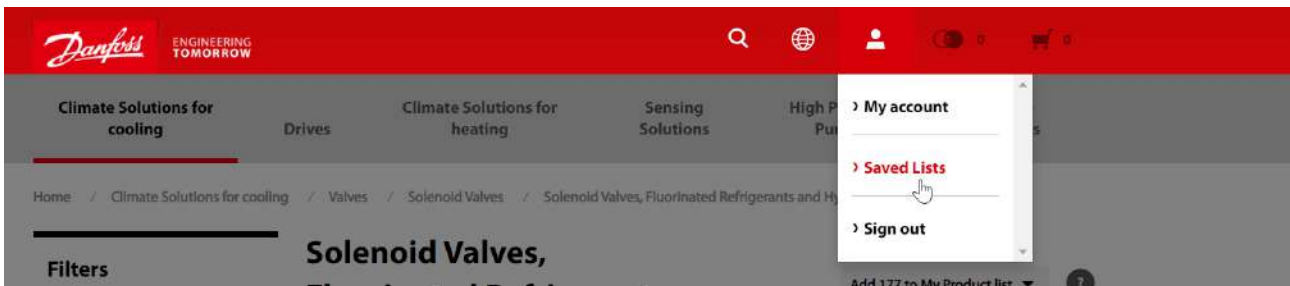 Danfoss
ENGINEERING
TOMORROW
0
0
Climate Solutions for
cooling
Drives
Climate Solutions for
heating
Sensing
Solutions
High
› My account
› Saved Lists
› Sign out
Home / Climate Solutions for cooling / Valves / Solenoid Valves / Solenoid Valves, Fluorinated Refrigerants and
Filters
Solenoid Valves,
Add 177 to My Product list
?